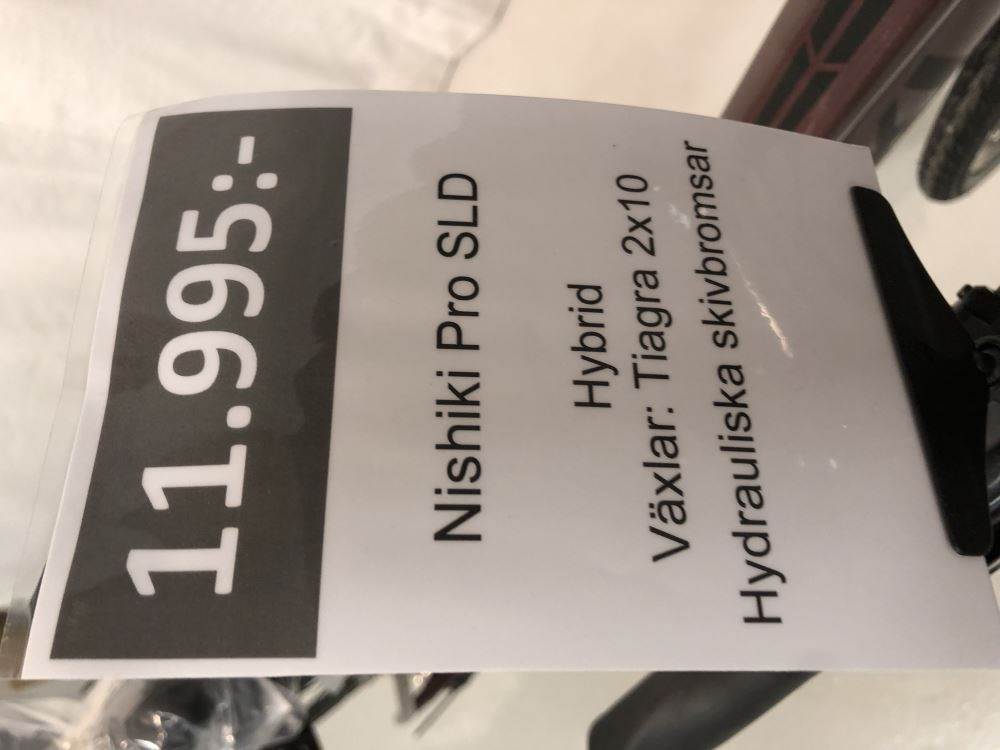 11.995:-
Nishiki Pro SLD
Hybrid
Växlar: Tiagra 2x10
Hydrauliska skivbromsar